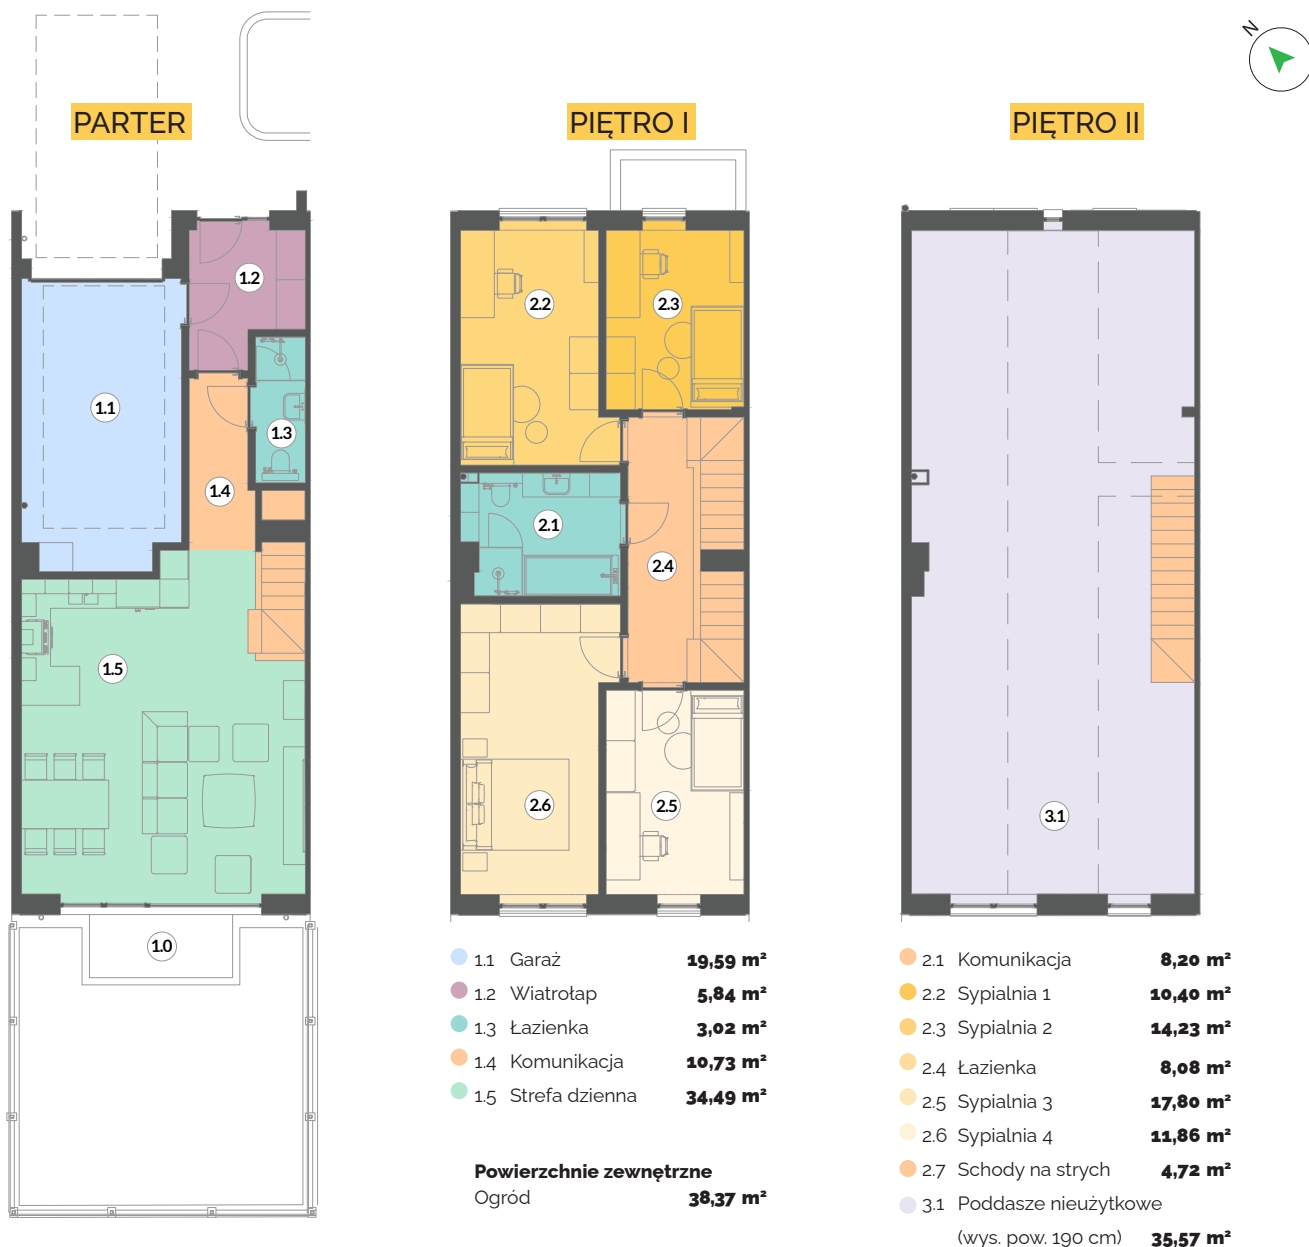 N
PARTER
PIĘTRO I
PIĘTRO II
1.2
1.1
1.3
1.4
1.5
1.0
2.2
2.3
2.1
2.4
2.6
2.5
3.1
1.1 Garaż 19,59 m²
1.2 Wiatrołap 5,84 m²
1.3 Łazienka 3,02 m²
1.4 Komunikacja 10,73 m²
1.5 Strefa dzienna 34,49 m²
Powierzchnie zewnętrzne
Ogród 38,37 m²
2.1 Komunikacja 8,20 m²
2.2 Sypialnia 1 10,40 m²
2.3 Sypialnia 2 14,23 m²
2.4 Łazienka 8,08 m²
2.5 Sypialnia 3 17,80 m²
2.6 Sypialnia 4 11,86 m²
2.7 Schody na strych 4,72 m²
3.1 Poddasze nieużytkowe
(wys. pow. 190 cm) 35,57 m²